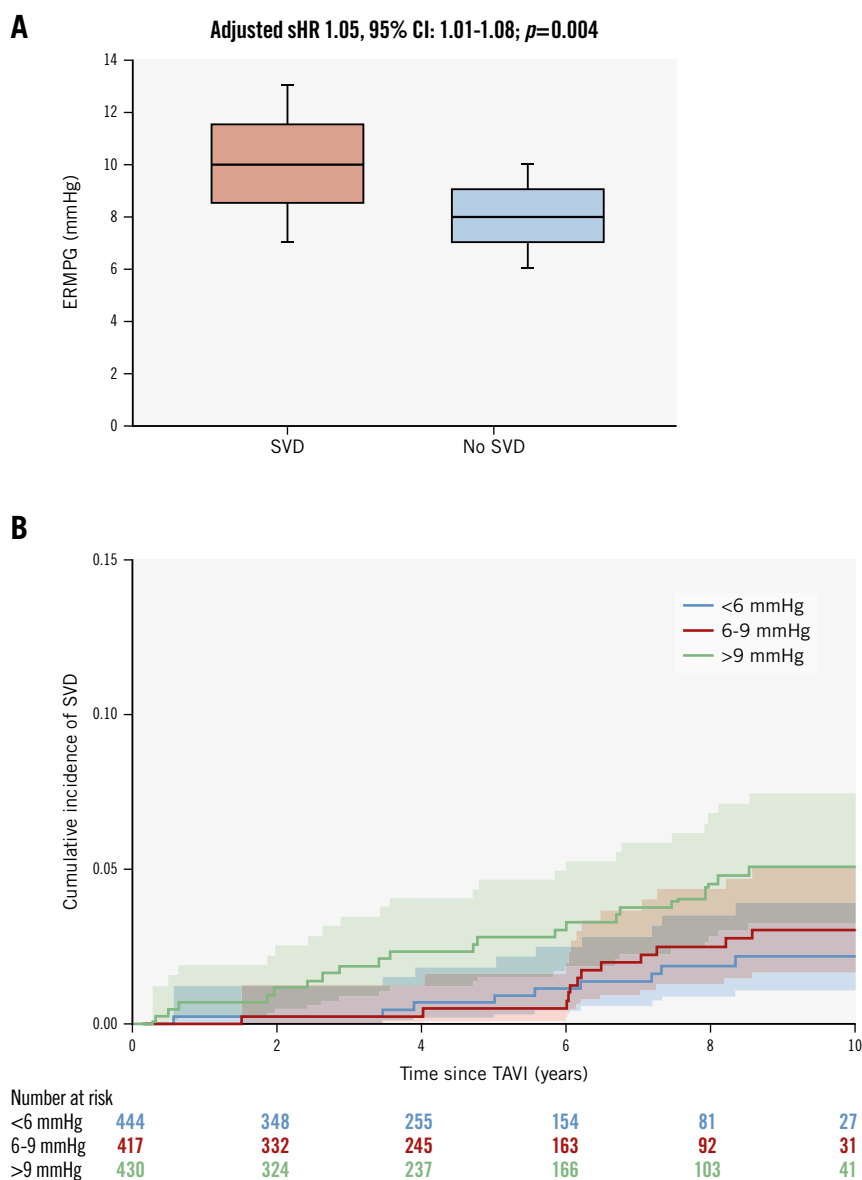 A
Adjusted sHR 1.05, 95% CI: 1.01-1.08; p=0.004
14
12
10
8
6
4
2
0
ERMPG (mmHg)
SVD No SVD
B
0.15
0.10
0.05
0.00
Cumulative incidence of SVD
<6 mmHg
6-9 mmHg
>9 mmHg
0 2 4 6 8 10
Time since TAVI (years)
Number at risk
<6 mmHg 444 348 255 154 81 27
6-9 mmHg 417 332 245 163 92 31
>9 mmHg 430 324 237 166 103 41